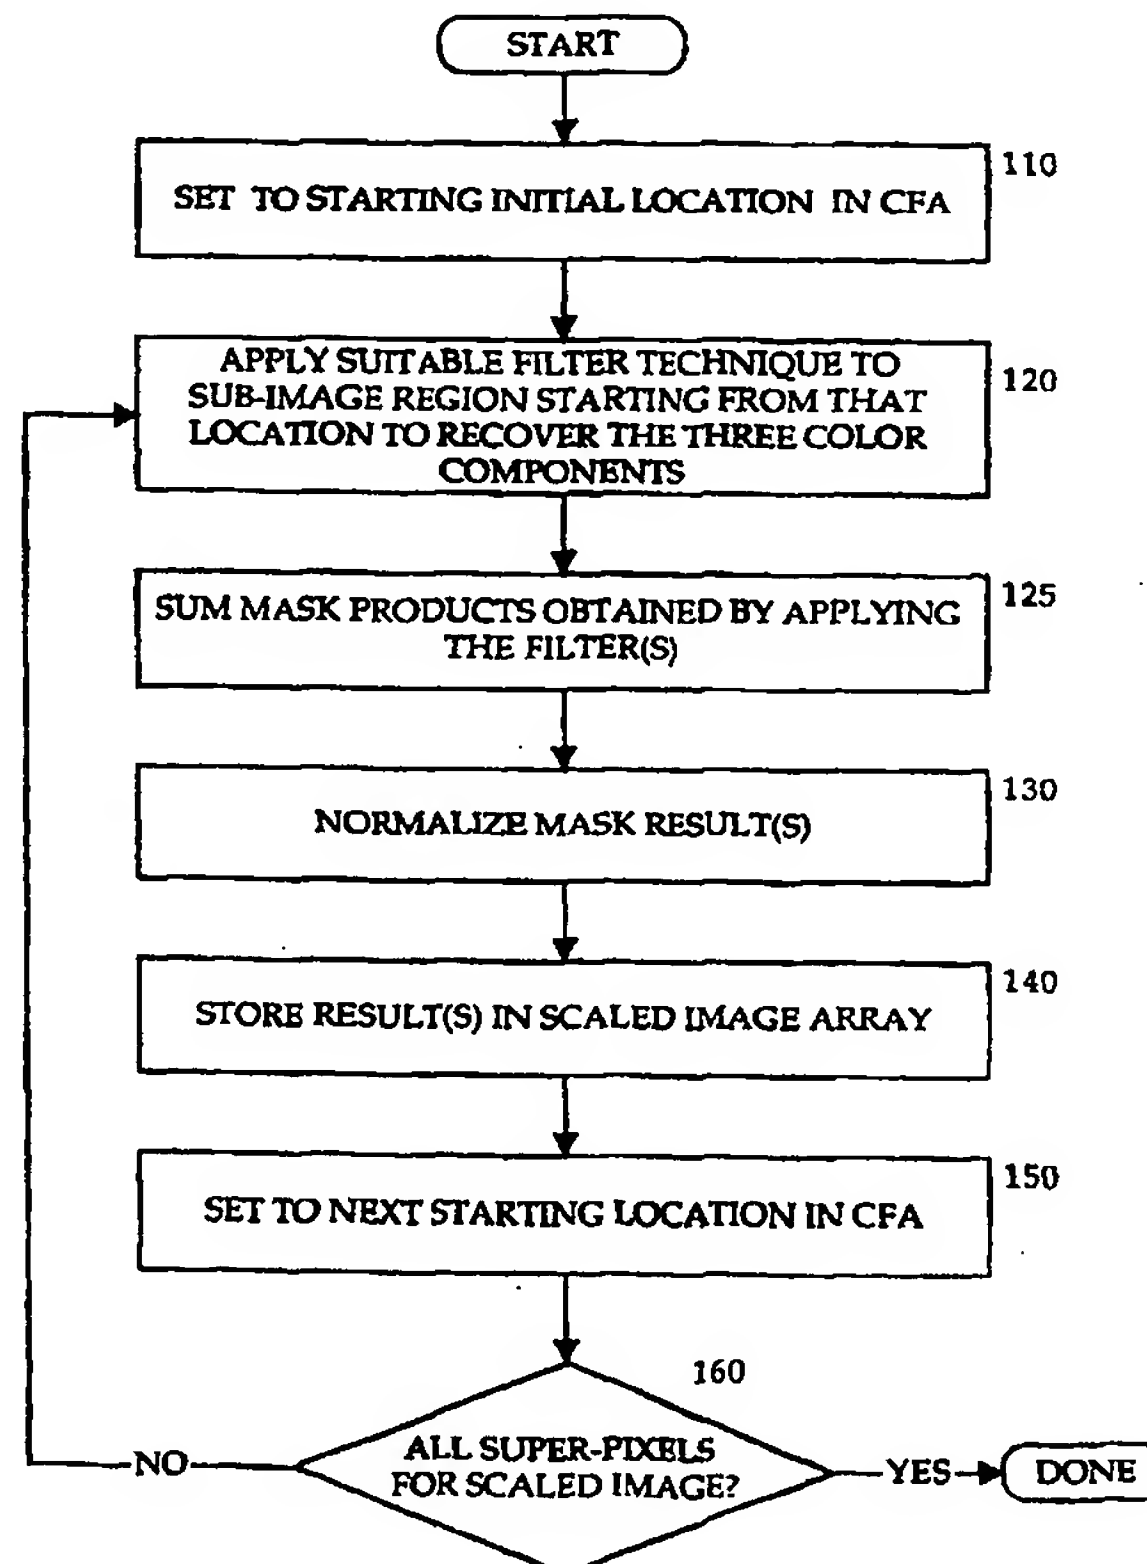 START
SET TO STARTING INITIAL LOCATION IN CFA
110
APPLY SUITABLE FILTER TECHNIQUE TO
SUB-IMAGE REGION STARTING FROM THAT
LOCATION TO RECOVER THE THREE COLOR
COMPONENTS
120
SUM MASK PRODUCTS OBTAINED BY APPLYING
THE FILTER(S)
125
NORMALIZE MASK RESULT(S)
130
STORE RESULT(S) IN SCALED IMAGE ARRAY
140
SET TO NEXT STARTING LOCATION IN CFA
150
160
ALL SUPER-PIXELS
FOR SCALED IMAGE?
NO
YES
DONE